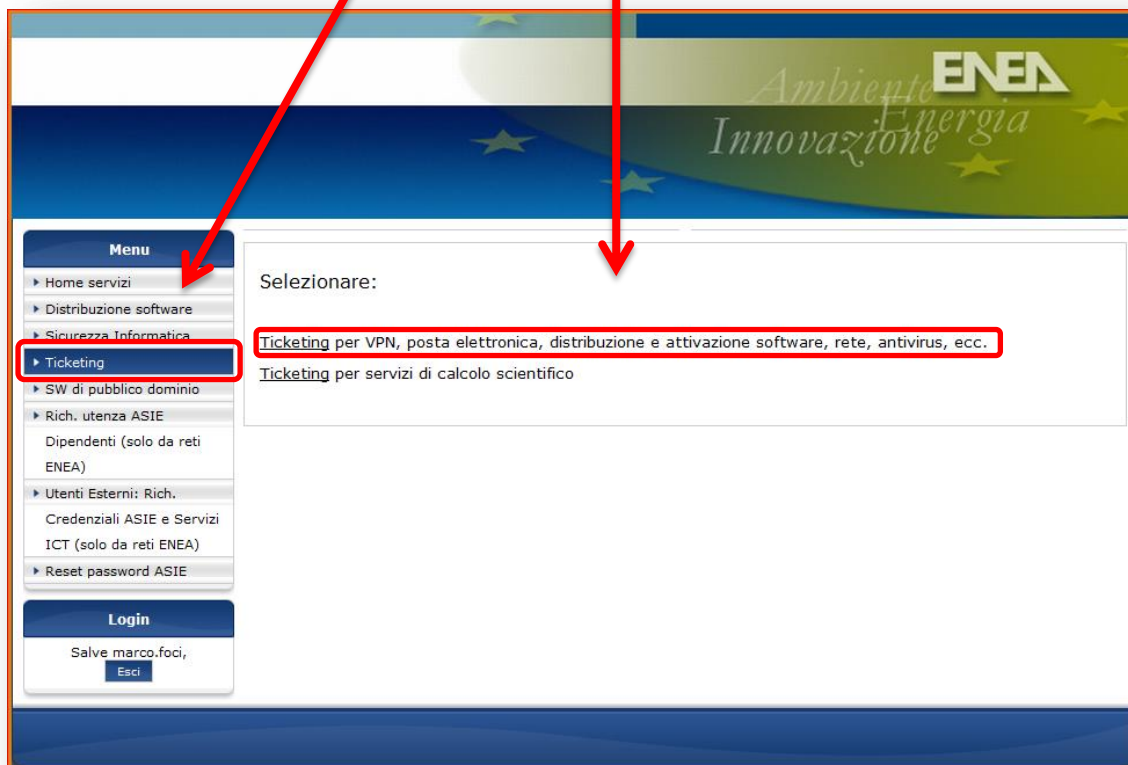 ENEA
Ambiente
Energia
Innovazione
Menu
Home servizi
Distribuzione software
Sicurezza Informatica
Ticketing
SW di pubblico dominio
Rich. utenza ASIE
Dipendenti (solo da reti
ENEA)
Utenti Esterni: Rich.
Credenziali ASIE e Servizi
ICT (solo da reti ENEA)
Reset password ASIE
Login
Salve marco.foci,
Esci
Selezionare:
Ticketing per VPN, posta elettronica, distribuzione e attivazione software, rete, antivirus, ecc.
Ticketing per servizi di calcolo scientifico